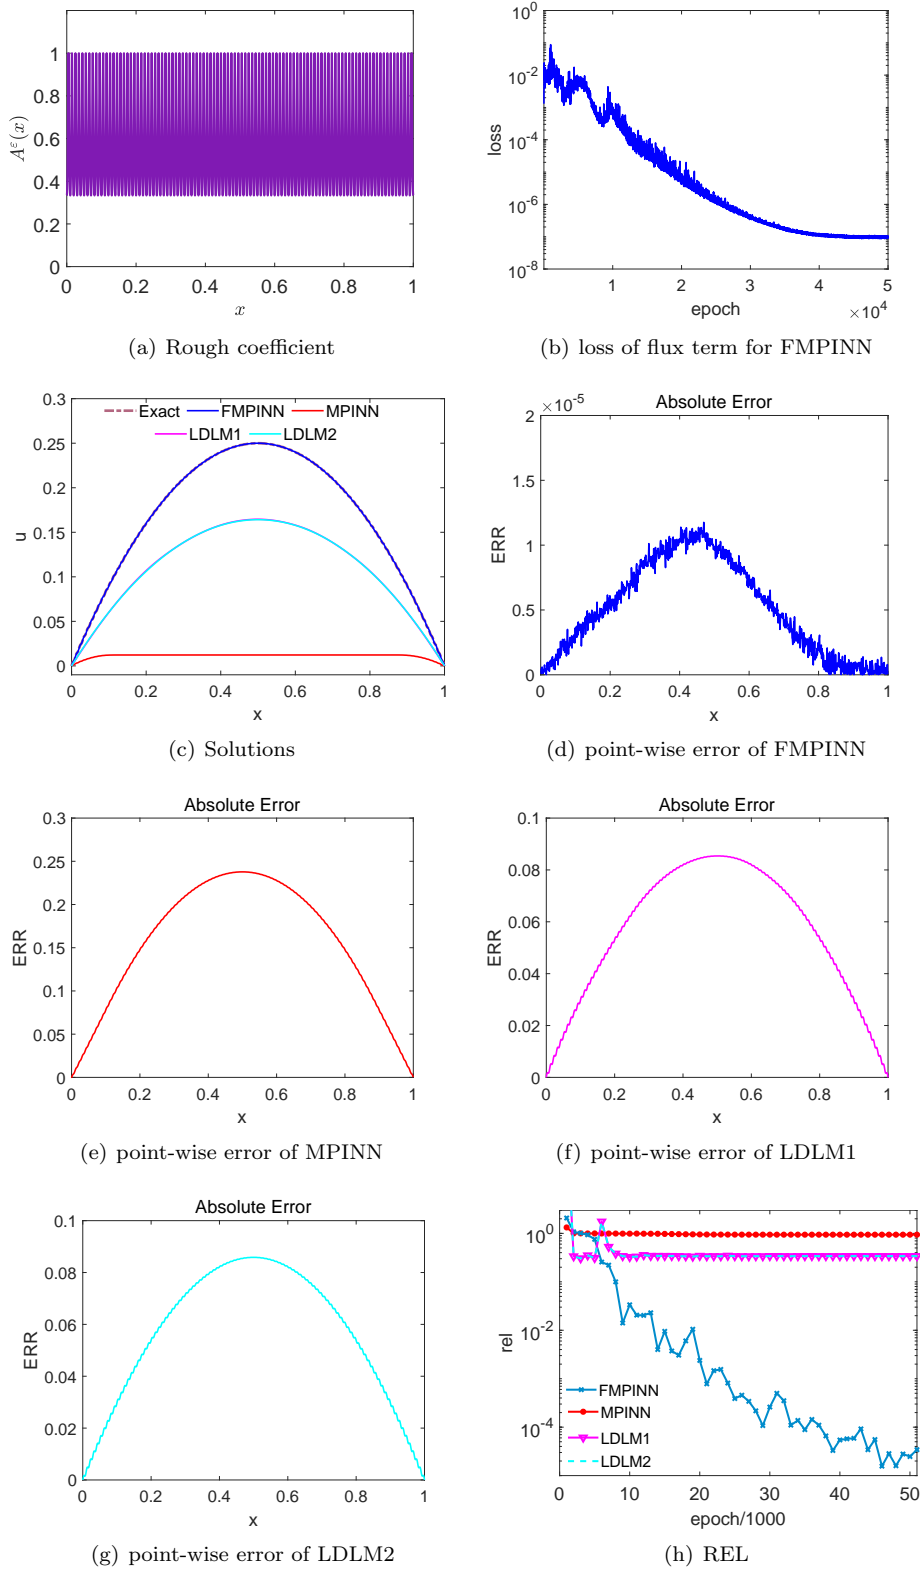 1
0.8
0.6
0.4
0.2
0
A^ε(x)
0 0.2 0.4 0.6 0.8 1
x
(a) Rough coefficient
10^0
10^-2
10^-4
10^-6
10^-8
loss
1 2 3 4 5
epoch
×10^4
(b) loss of flux term for FMPINN
0.3
0.25
0.2
0.15
0.1
0.05
0
u
Exact FMPINN MPINN
LDLM1 LDLM2
0 0.2 0.4 0.6 0.8 1
x
(c) Solutions
×10^-5
Absolute Error
2
1.5
1
0.5
0
ERR
0 0.2 0.4 0.6 0.8 1
x
(d) point-wise error of FMPINN
Absolute Error
0.3
0.25
0.2
0.15
0.1
0.05
0
ERR
0 0.2 0.4 0.6 0.8 1
x
(e) point-wise error of MPINN
Absolute Error
0.1
0.08
0.06
0.04
0.02
0
ERR
0 0.2 0.4 0.6 0.8 1
x
(f) point-wise error of LDLM1
Absolute Error
0.1
0.08
0.06
0.04
0.02
0
ERR
0 0.2 0.4 0.6 0.8 1
x
(g) point-wise error of LDLM2
10^0
10^-2
10^-4
rel
FMPINN
MPINN
LDLM1
LDLM2
0 10 20 30 40 50
epoch/1000
(h) REL